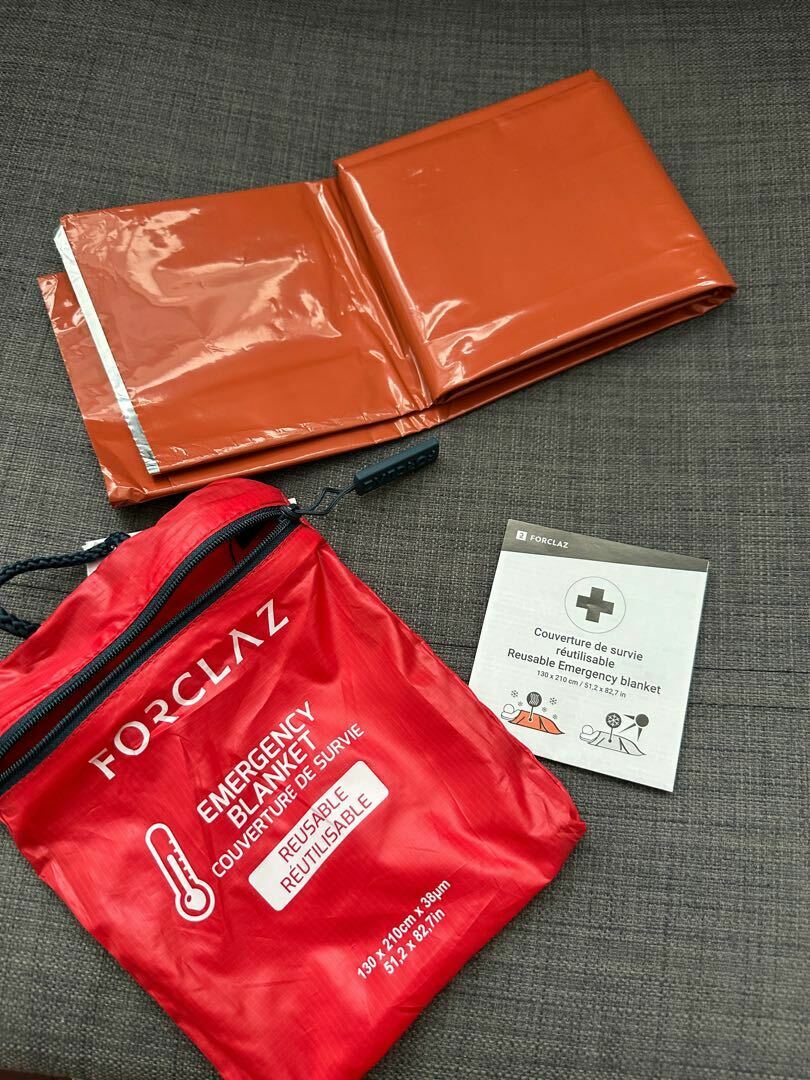 FORCLAZ
Couverture de survie
réutilisable
Reusable Emergency blanket
130 x 210 cm / 51,2 x 82,7 in
FORCLAZ
EMERGENCY
BLANKET
COUVERTURE DE SURVIE
REUSABLE
RÉUTILISABLE
130 x 210cm x 38µm
51,2 x 82,7in